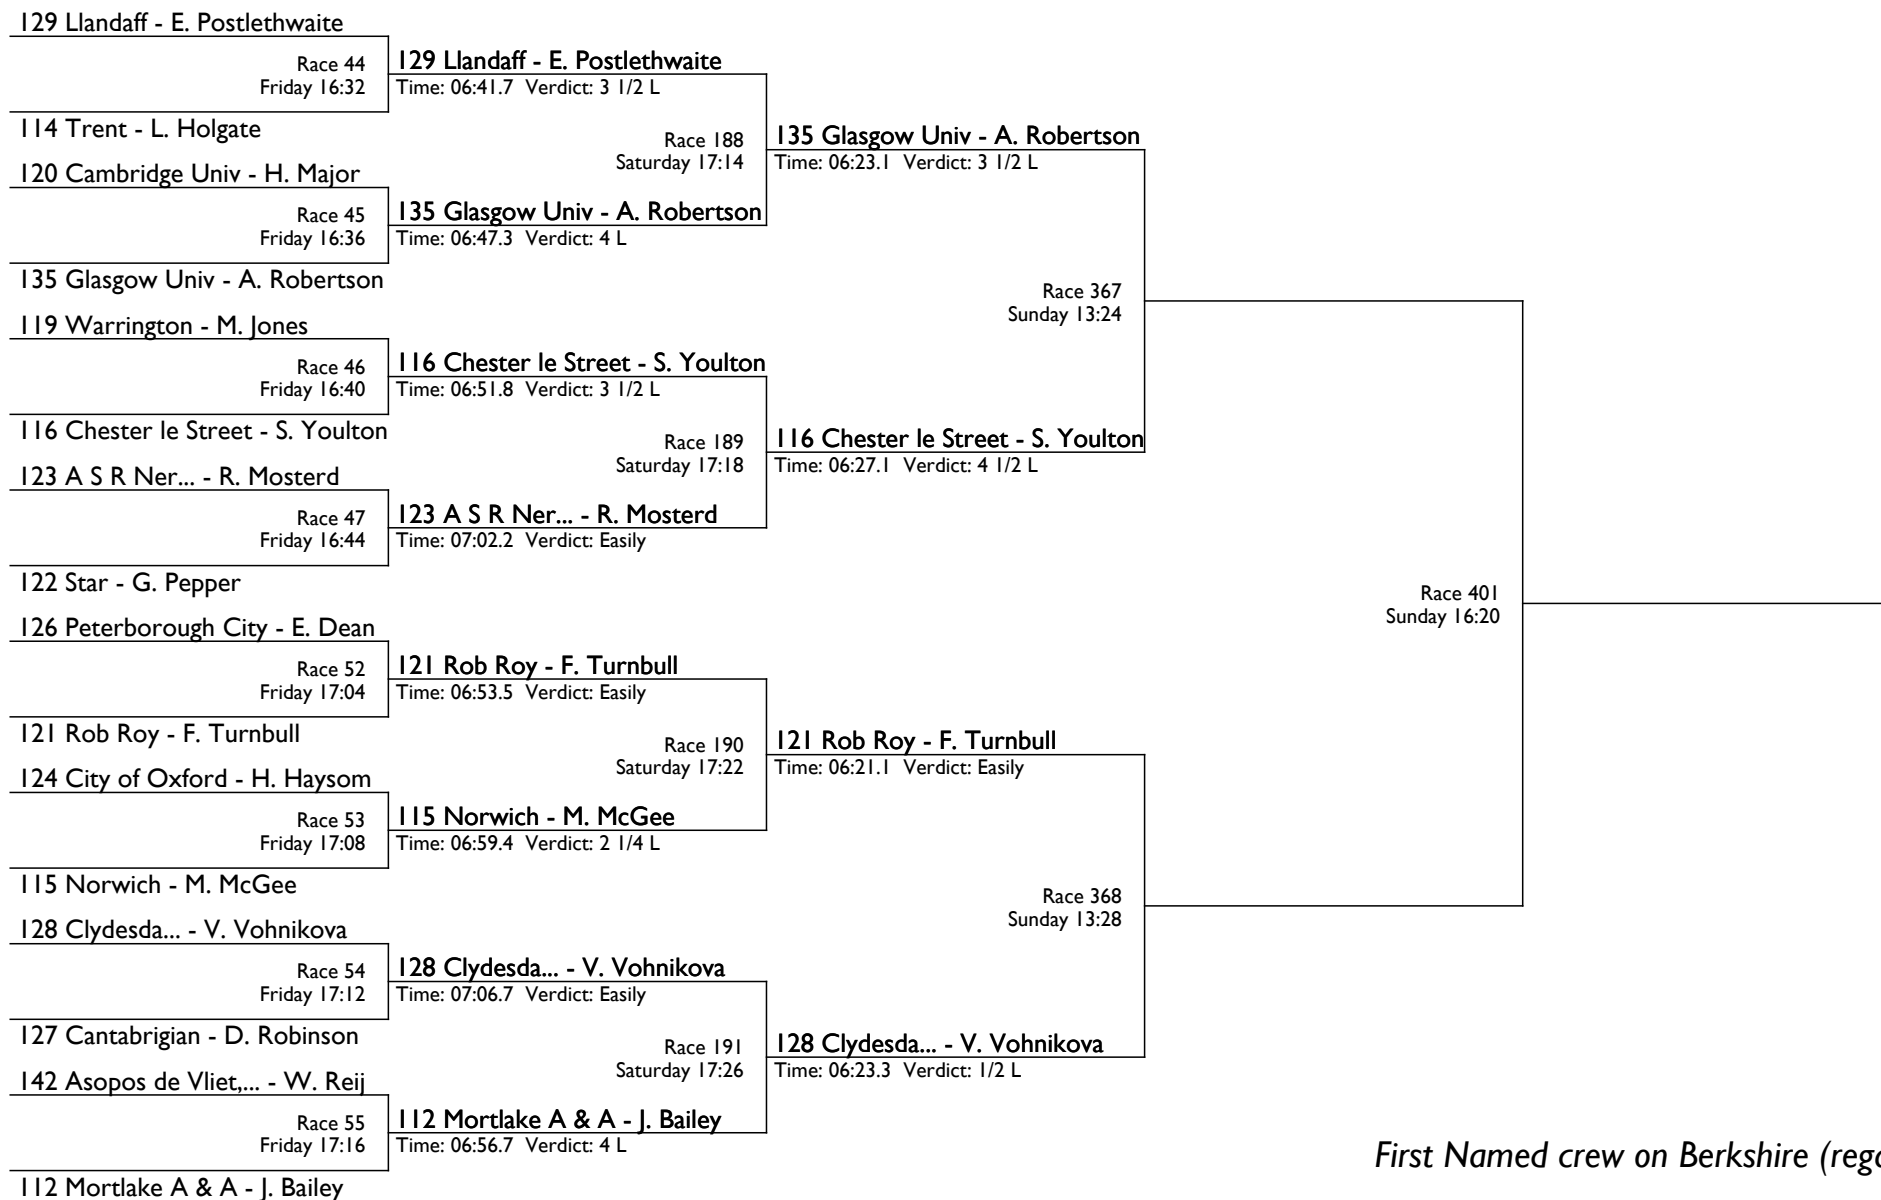 129 Llandaff - E. Postlethwaite
Race 44
Friday 16:32
114 Trent - L. Holgate
120 Cambridge Univ - H. Major
Race 45
Friday 16:36
135 Glasgow Univ - A. Robertson
119 Warrington - M. Jones
Race 46
Friday 16:40
116 Chester le Street - S. Youlton
123 A S R Ner... - R. Mosterd
Race 47
Friday 16:44
122 Star - G. Pepper
126 Peterborough City - E. Dean
Race 52
Friday 17:04
121 Rob Roy - F. Turnbull
124 City of Oxford - H. Haysom
Race 53
Friday 17:08
115 Norwich - M. McGee
128 Clydesda... - V. Vohnikova
Race 54
Friday 17:12
127 Cantabrigian - D. Robinson
142 Asopos de Vliet,... - W. Reij
Race 55
Friday 17:16
112 Mortlake A & A - J. Bailey
129 Llandaff - E. Postlethwaite
Time: 06:41.7 Verdict: 3 1/2 L
Race 188
Saturday 17:14
135 Glasgow Univ - A. Robertson
Time: 06:47.3 Verdict: 4 L
116 Chester le Street - S. Youlton
Time: 06:51.8 Verdict: 3 1/2 L
Race 189
Saturday 17:18
123 A S R Ner... - R. Mosterd
Time: 07:02.2 Verdict: Easily
121 Rob Roy - F. Turnbull
Time: 06:53.5 Verdict: Easily
Race 190
Saturday 17:22
115 Norwich - M. McGee
Time: 06:59.4 Verdict: 2 1/4 L
128 Clydesda... - V. Vohnikova
Time: 07:06.7 Verdict: Easily
Race 191
Saturday 17:26
112 Mortlake A & A - J. Bailey
Time: 06:56.7 Verdict: 4 L
135 Glasgow Univ - A. Robertson
Time: 06:23.1 Verdict: 3 1/2 L
Race 367
Sunday 13:24
116 Chester le Street - S. Youlton
Time: 06:27.1 Verdict: 4 1/2 L
121 Rob Roy - F. Turnbull
Time: 06:21.1 Verdict: Easily
Race 368
Sunday 13:28
128 Clydesda... - V. Vohnikova
Time: 06:23.3 Verdict: 1/2 L
Race 401
Sunday 16:20
First Named crew on Berkshire